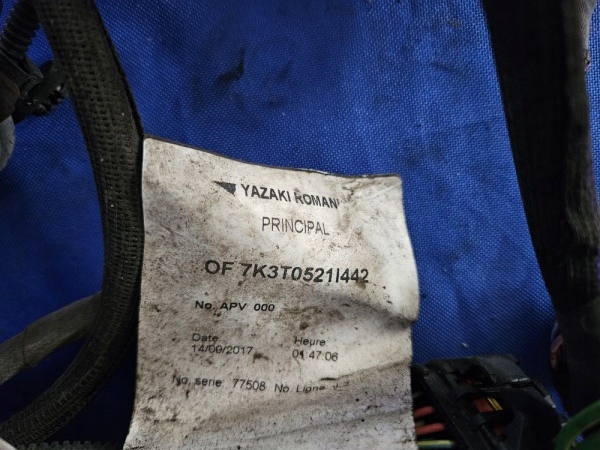 YAZAKI ROMANI
PRINCIPAL
OF 7K3T0521I442
No. APV 000
Date Heure
14/09/2017 01:47:06
No. serie 77508 No. Ligne